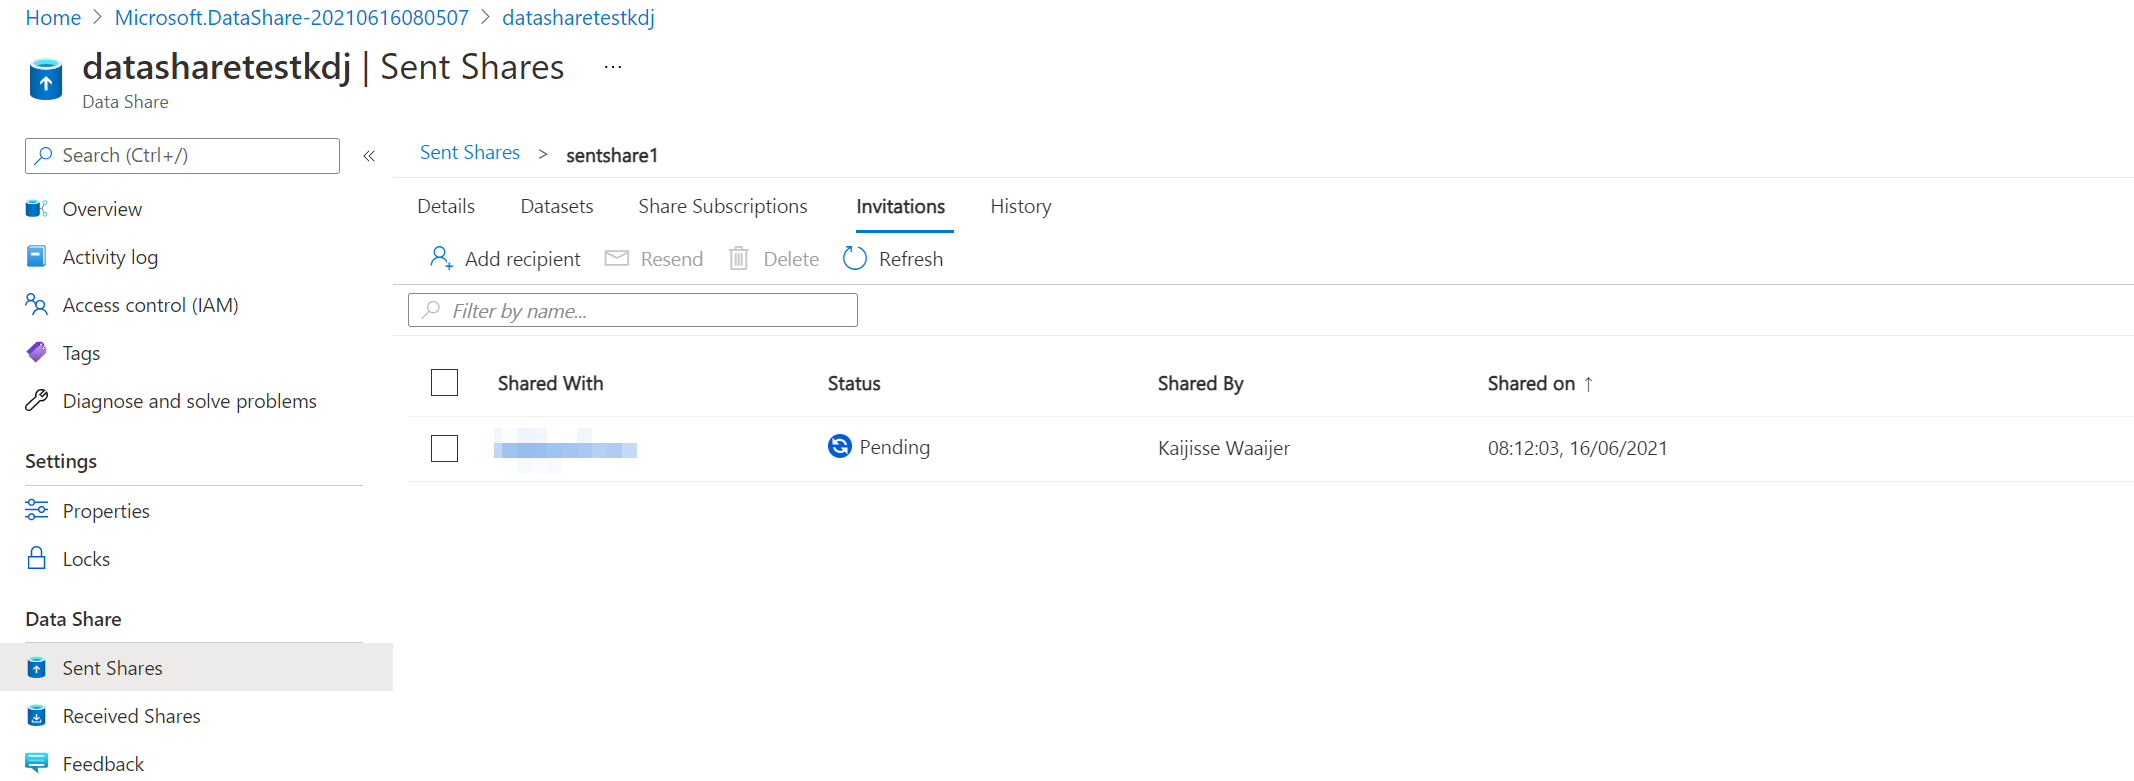 Home > Microsoft.DataShare-20210616080507 > datasharetestkdj
datasharetestkdj | Sent Shares ...
Data Share
Search (Ctrl+/) «
Overview
Activity log
Access control (IAM)
Tags
Diagnose and solve problems
Settings
Properties
Locks
Data Share
Sent Shares
Received Shares
Feedback
Sent Shares > sentshare1
Details Datasets Share Subscriptions Invitations History
Add recipient Resend Delete Refresh
Filter by name...
Shared With Status Shared By Shared on ↑
Pending Kaijisse Waaijer 08:12:03, 16/06/2021